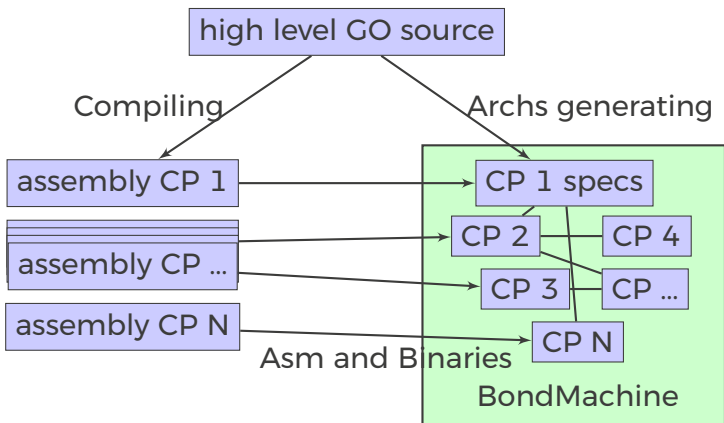 high level GO source
Compiling
Archs generating
assembly CP 1
CP 1 specs
CP 2
CP 4
assembly CP ...
CP 3
CP ...
assembly CP N
CP N
Asm and Binaries
BondMachine